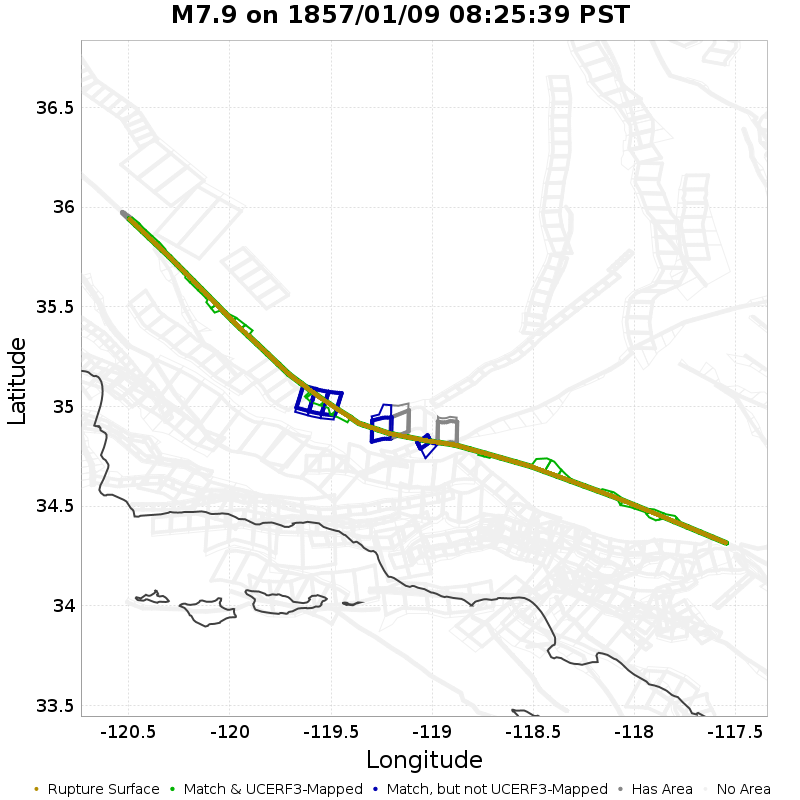 M7.9 on 1857/01/09 08:25:39 PST
36.5
36
35.5
35
34.5
34
33.5
Latitude
-120.5 -120 -119.5 -119 -118.5 -118 -117.5
Longitude
Rupture Surface Match & UCERF3-Mapped Match, but not UCERF3-Mapped Has Area No Area